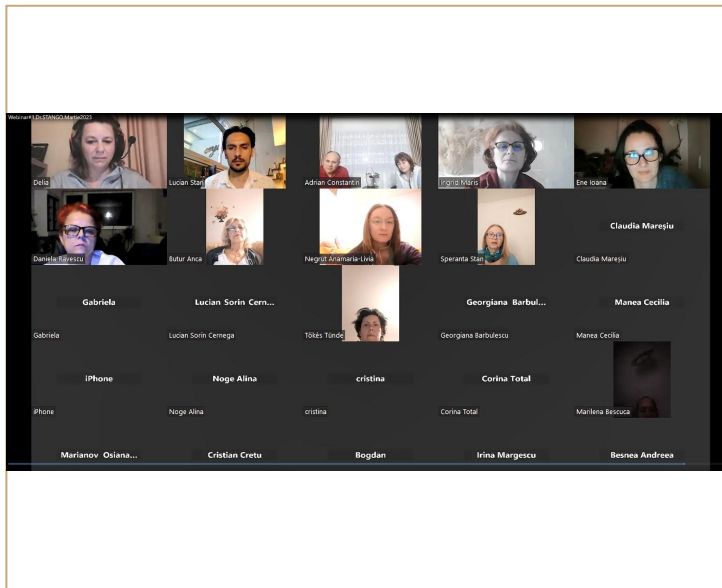 Webinar#1.Dr.STANGO.Martie2023
Delia
Lucian Stan
Adrian Constantin
Ingrid Maris
Ene Ioana
Daniela Ravescu
Butur Anca
Negrut Anamaria-Livia
Speranta Stan
Claudia Mareșiu
Claudia Mareșiu
Gabriela
Gabriela
Lucian Sorin Cern...
Lucian Sorin Cernega
Tökés Tünde
Georgiana Barbul...
Georgiana Barbulescu
Manea Cecilia
Manea Cecilia
iPhone
iPhone
Noge Alina
Noge Alina
cristina
cristina
Corina Total
Corina Total
Marilena Bescuca
Marianov Osiana...
Cristian Cretu
Bogdan
Irina Margescu
Besnea Andreea